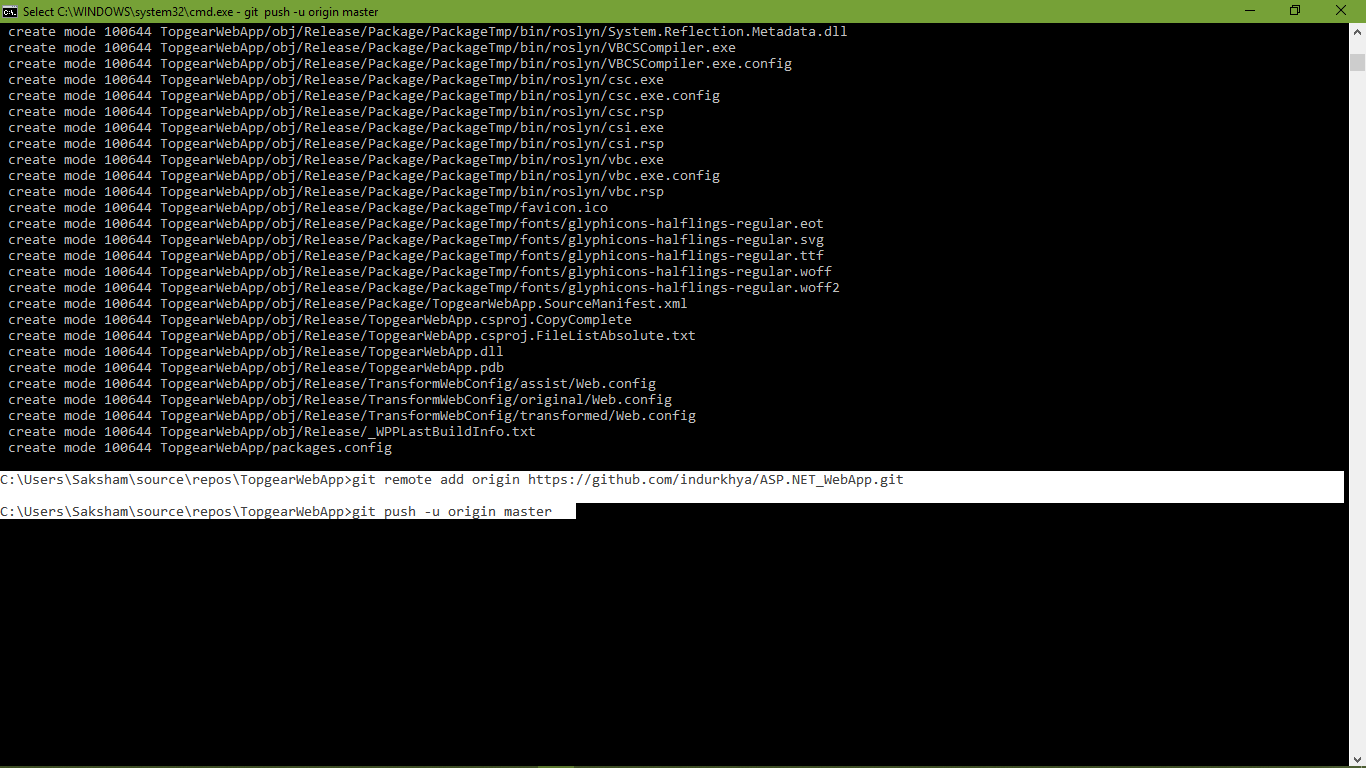 Select C:\WINDOWS\system32\cmd.exe - git  push -u origin master
create mode 100644 TopgearWebApp/obj/Release/Package/PackageTmp/bin/roslyn/System.Reflection.Metadata.dll
create mode 100644 TopgearWebApp/obj/Release/Package/PackageTmp/bin/roslyn/VBCSCompiler.exe
create mode 100644 TopgearWebApp/obj/Release/Package/PackageTmp/bin/roslyn/VBCSCompiler.exe.config
create mode 100644 TopgearWebApp/obj/Release/Package/PackageTmp/bin/roslyn/csc.exe
create mode 100644 TopgearWebApp/obj/Release/Package/PackageTmp/bin/roslyn/csc.exe.config
create mode 100644 TopgearWebApp/obj/Release/Package/PackageTmp/bin/roslyn/csc.rsp
create mode 100644 TopgearWebApp/obj/Release/Package/PackageTmp/bin/roslyn/csi.exe
create mode 100644 TopgearWebApp/obj/Release/Package/PackageTmp/bin/roslyn/csi.rsp
create mode 100644 TopgearWebApp/obj/Release/Package/PackageTmp/bin/roslyn/vbc.exe
create mode 100644 TopgearWebApp/obj/Release/Package/PackageTmp/bin/roslyn/vbc.exe.config
create mode 100644 TopgearWebApp/obj/Release/Package/PackageTmp/bin/roslyn/vbc.rsp
create mode 100644 TopgearWebApp/obj/Release/Package/PackageTmp/favicon.ico
create mode 100644 TopgearWebApp/obj/Release/Package/PackageTmp/fonts/glyphicons-halflings-regular.eot
create mode 100644 TopgearWebApp/obj/Release/Package/PackageTmp/fonts/glyphicons-halflings-regular.svg
create mode 100644 TopgearWebApp/obj/Release/Package/PackageTmp/fonts/glyphicons-halflings-regular.ttf
create mode 100644 TopgearWebApp/obj/Release/Package/PackageTmp/fonts/glyphicons-halflings-regular.woff
create mode 100644 TopgearWebApp/obj/Release/Package/PackageTmp/fonts/glyphicons-halflings-regular.woff2
create mode 100644 TopgearWebApp/obj/Release/Package/TopgearWebApp.SourceManifest.xml
create mode 100644 TopgearWebApp/obj/Release/TopgearWebApp.csproj.CopyComplete
create mode 100644 TopgearWebApp/obj/Release/TopgearWebApp.csproj.FileListAbsolute.txt
create mode 100644 TopgearWebApp/obj/Release/TopgearWebApp.dll
create mode 100644 TopgearWebApp/obj/Release/TopgearWebApp.pdb
create mode 100644 TopgearWebApp/obj/Release/TransformWebConfig/assist/Web.config
create mode 100644 TopgearWebApp/obj/Release/TransformWebConfig/original/Web.config
create mode 100644 TopgearWebApp/obj/Release/TransformWebConfig/transformed/Web.config
create mode 100644 TopgearWebApp/obj/Release/_WPPLastBuildInfo.txt
create mode 100644 TopgearWebApp/packages.config
C:\Users\Saksham\source\repos\TopgearWebApp>git remote add origin https://github.com/indurkhya/ASP.NET_WebApp.git
C:\Users\Saksham\source\repos\TopgearWebApp>git push -u origin master